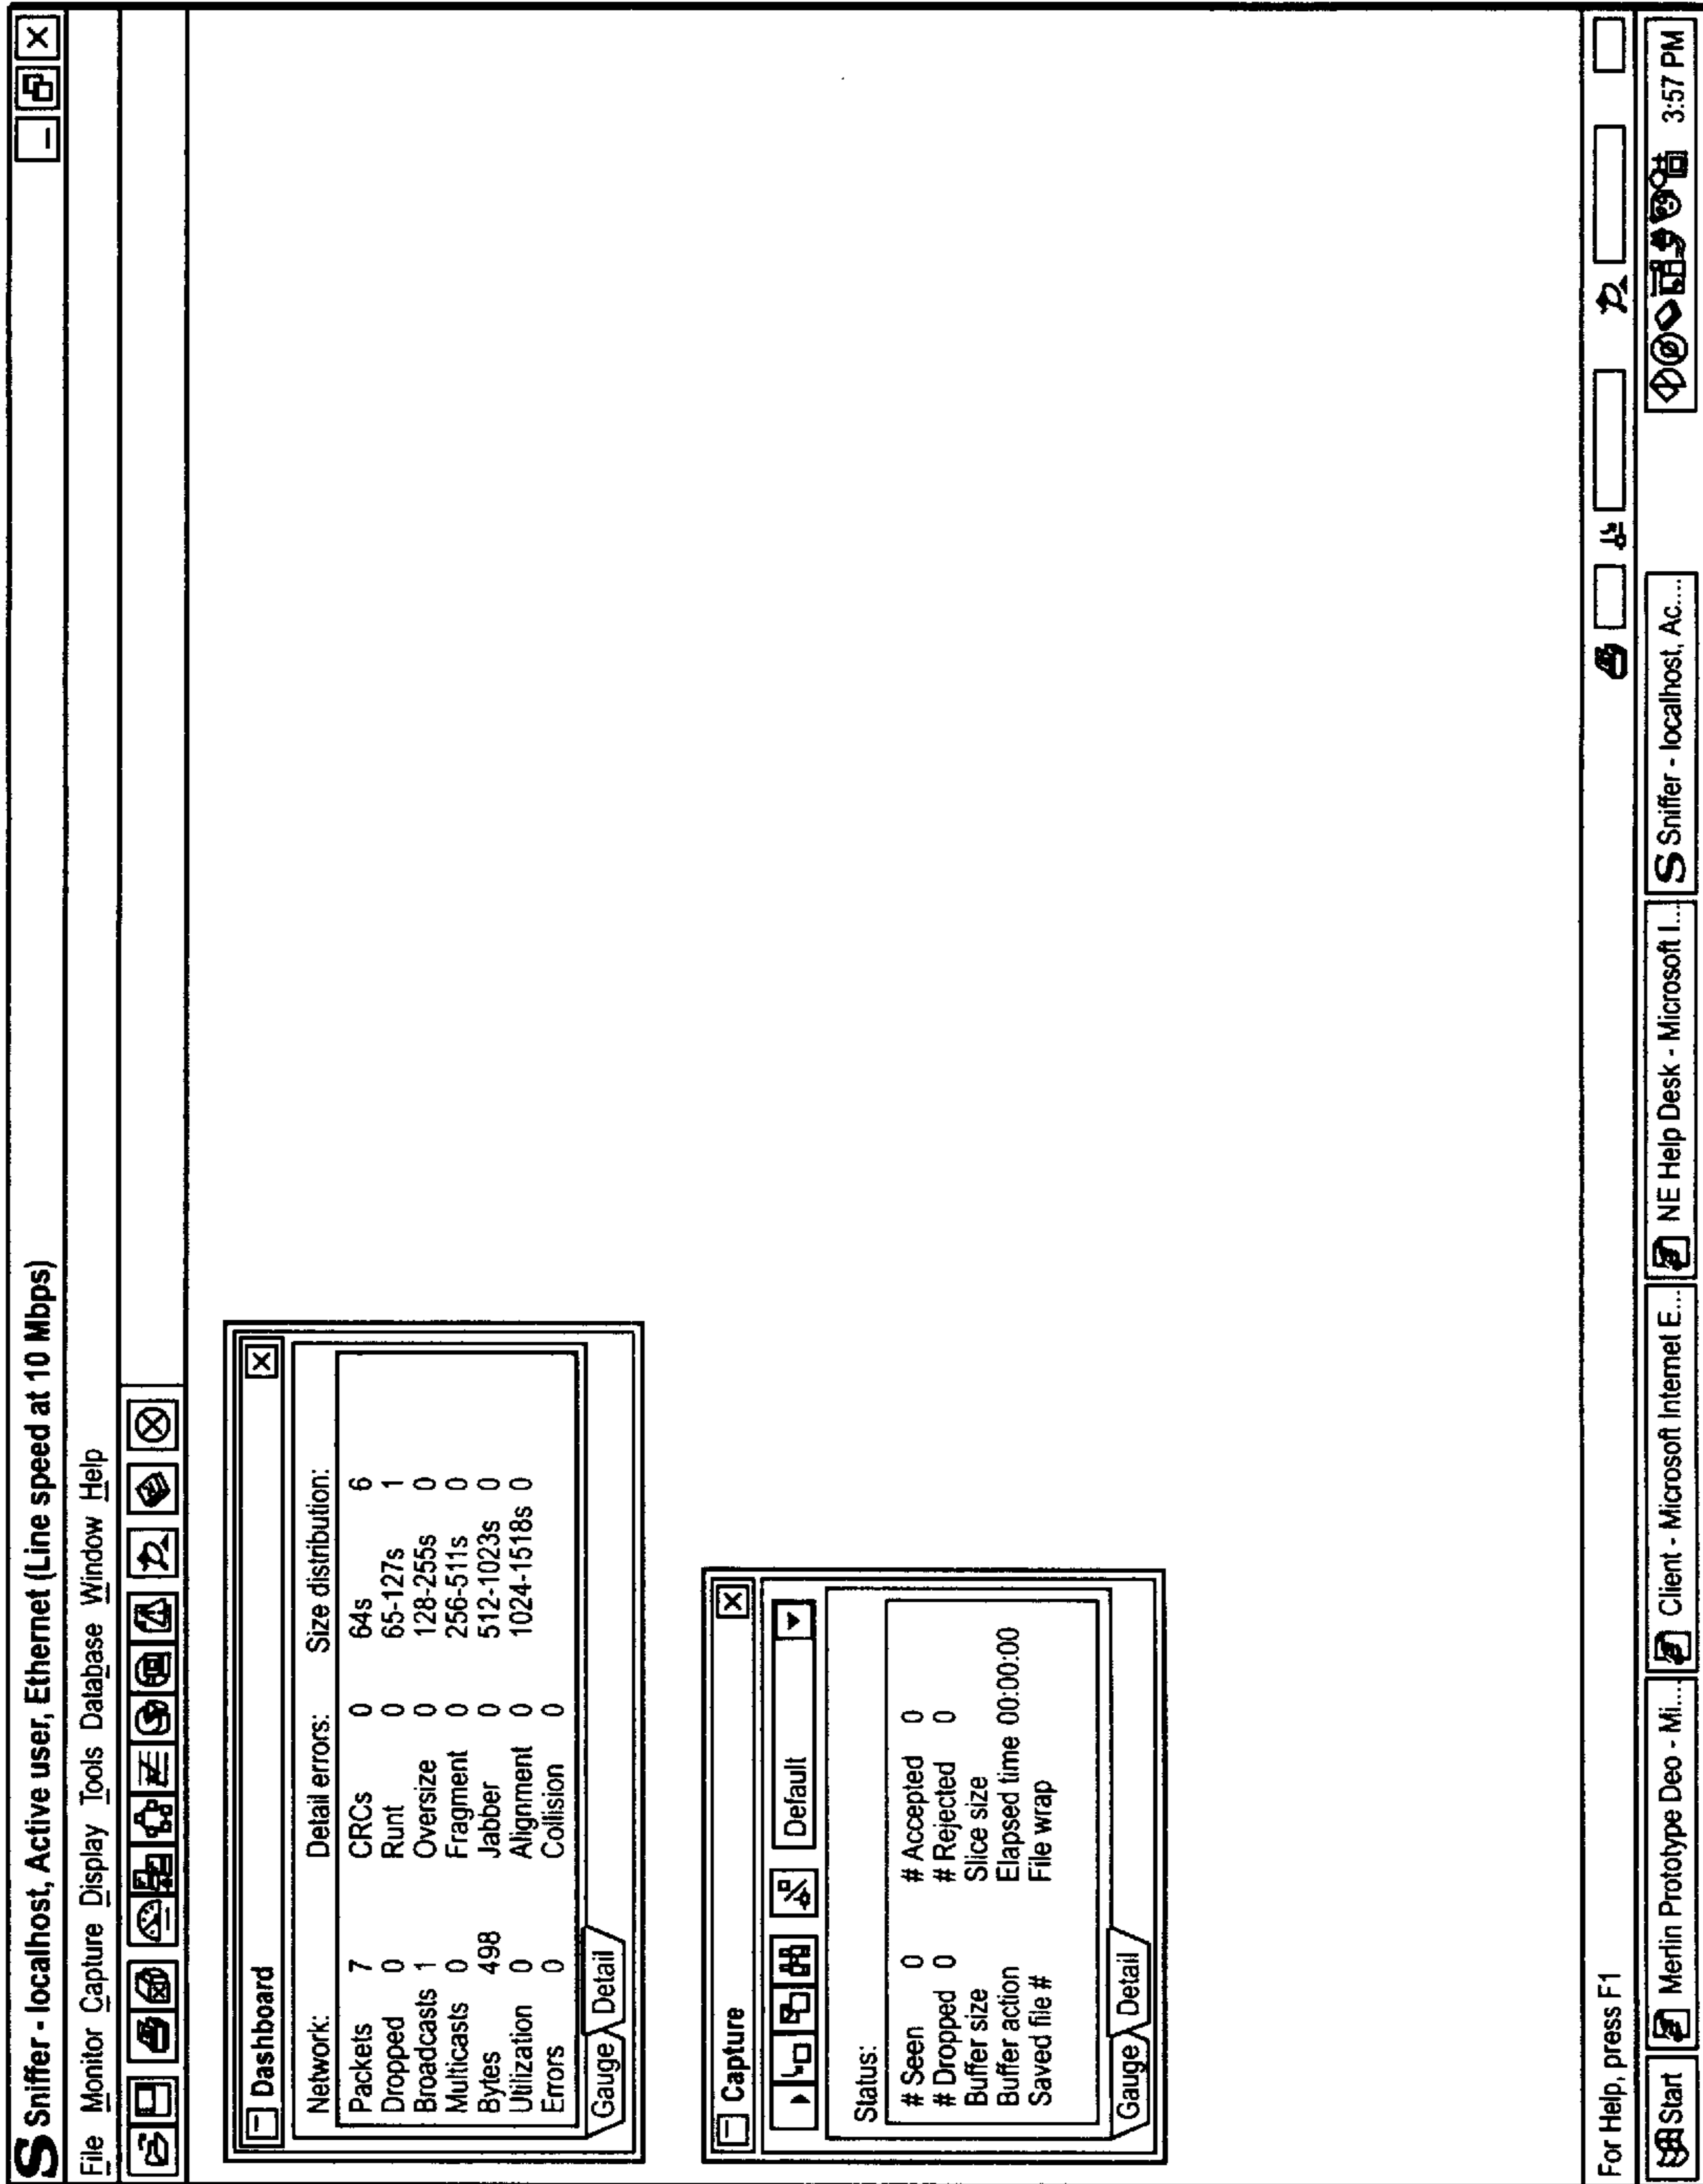 S Sniffer - localhost, Active user, Ethernet (Line speed at 10 Mbps)
File Monitor Capture Display Tools Database Window Help
Dashboard
Network: Detail errors: Size distribution:
Packets 7 CRCs 0 64s 6
Dropped 0 Runt 0 65-127s 1
Broadcasts 1 Oversize 0 128-255s 0
Multicasts 0 Fragment 0 256-511s 0
Bytes 498 Jabber 0 512-1023s 0
Utilization 0 Alignment 0 1024-1518s 0
Errors 0 Collision 0
Gauge Detail
Capture
Default
Status:
# Seen 0 # Accepted 0
# Dropped 0 # Rejected 0
Buffer size Slice size
Buffer action Elapsed time 00:00:00
Saved file # File wrap
Gauge Detail
For Help, press F1
Start Merlin Prototype Deo - Mi... Client - Microsoft Internet E... NE Help Desk - Microsoft I... S Sniffer - localhost, Ac.... 3:57 PM